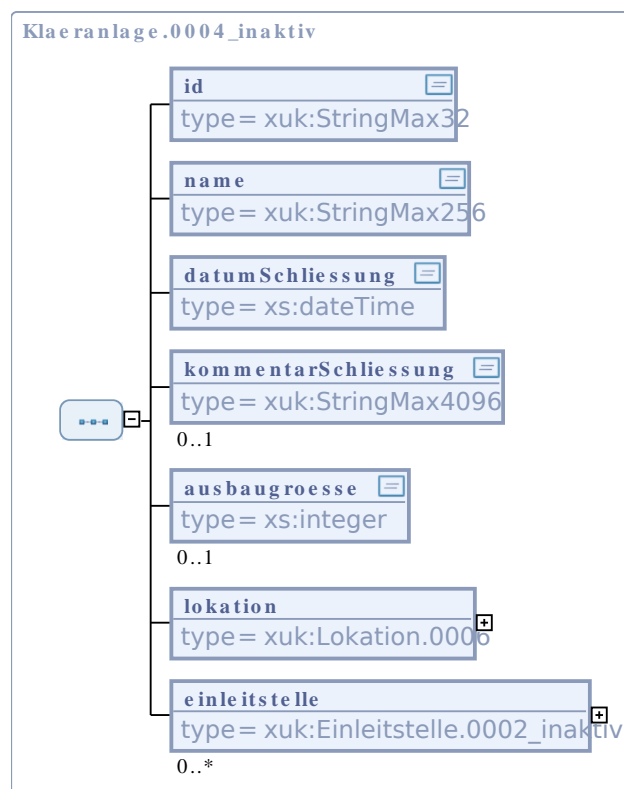 Klaeranlage.0004_inaktiv
id
type= xuk:StringMax32
name
type= xuk:StringMax256
datumSchliessung
type= xs:dateTime
kommentarSchliessung
type= xuk:StringMax4096
0..1
ausbaugroesse
type= xs:integer
0..1
lokation
type= xuk:Lokation.0006
einleitstelle
type= xuk:Einleitstelle.0002_inaktiv
0..*